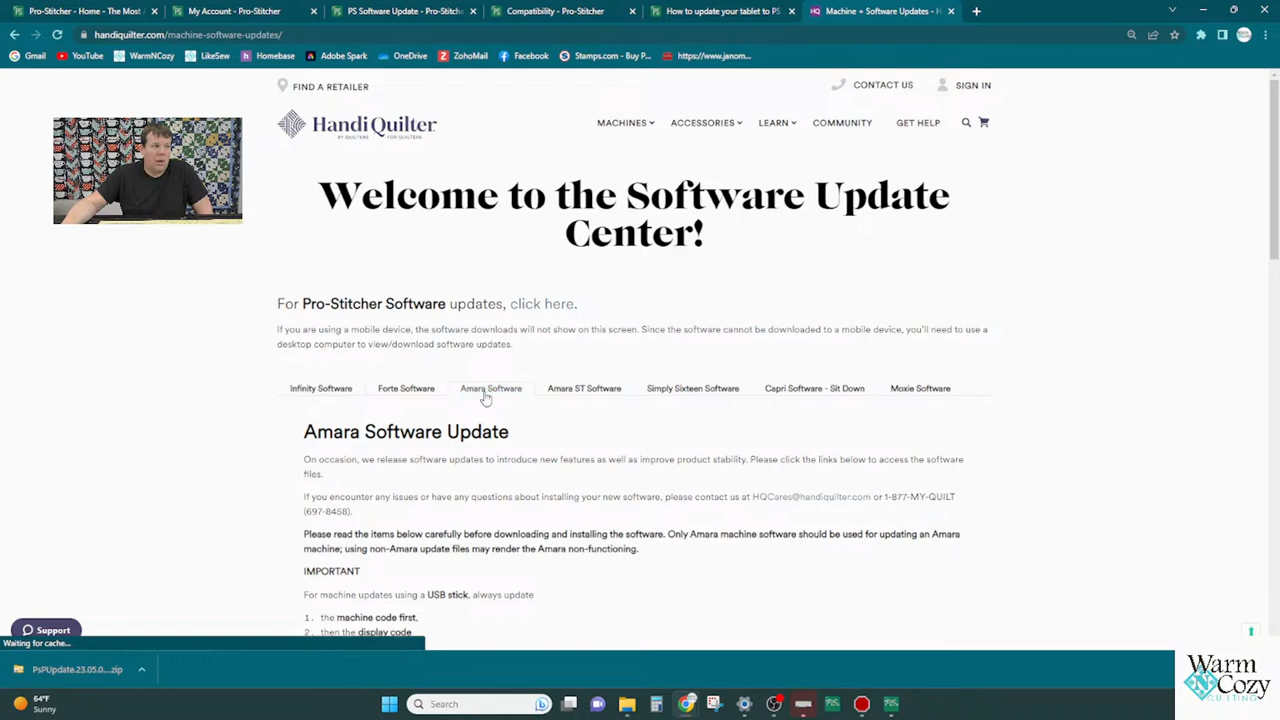 Pro-Stitcher - Home - The Most A
My Account - Pro-Stitcher
PS Software Update - Pro-Stitche
Compatibility - Pro-Stitcher
How to update your tablet to PS
Machine + Software Updates - H
handiquilter.com/machine-software-updates/
Gmail
YouTube
WarmNCozy
LikeSew
Homebase
Adobe Spark
OneDrive
ZohoMail
Facebook
Stamps.com - Buy P...
https://www.janom...
FIND A RETAILER
CONTACT US
SIGN IN
HandiQuilter
BY QUILTERS FOR QUILTERS
MACHINES
ACCESSORIES
LEARN
COMMUNITY
GET HELP
Welcome to the Software Update
Center!
For Pro-Stitcher Software updates, click here.
If you are using a mobile device, the software downloads will not show on this screen. Since the software cannot be downloaded to a mobile device, you'll need to use a
desktop computer to view/download software updates.
Infinity Software
Forte Software
Amara Software
Amara ST Software
Simply Sixteen Software
Capri Software - Sit Down
Moxie Software
Amara Software Update
On occasion, we release software updates to introduce new features as well as improve product stability. Please click the links below to access the software
files.
If you encounter any issues or have any questions about installing your new software, please contact us at HQCares@handiquilter.com or 1-877-MY-QUILT
(697-8458).
Please read the items below carefully before downloading and installing the software. Only Amara machine software should be used for updating an Amara
machine; using non-Amara update files may render the Amara non-functioning.
IMPORTANT
For machine updates using a USB stick, always update
1. the machine code first,
2. then the display code
Support
Waiting for cache...
PsPUpdate.23.05.0....zip
64°F
Sunny
Search
Warm
N Cozy
QUILTING